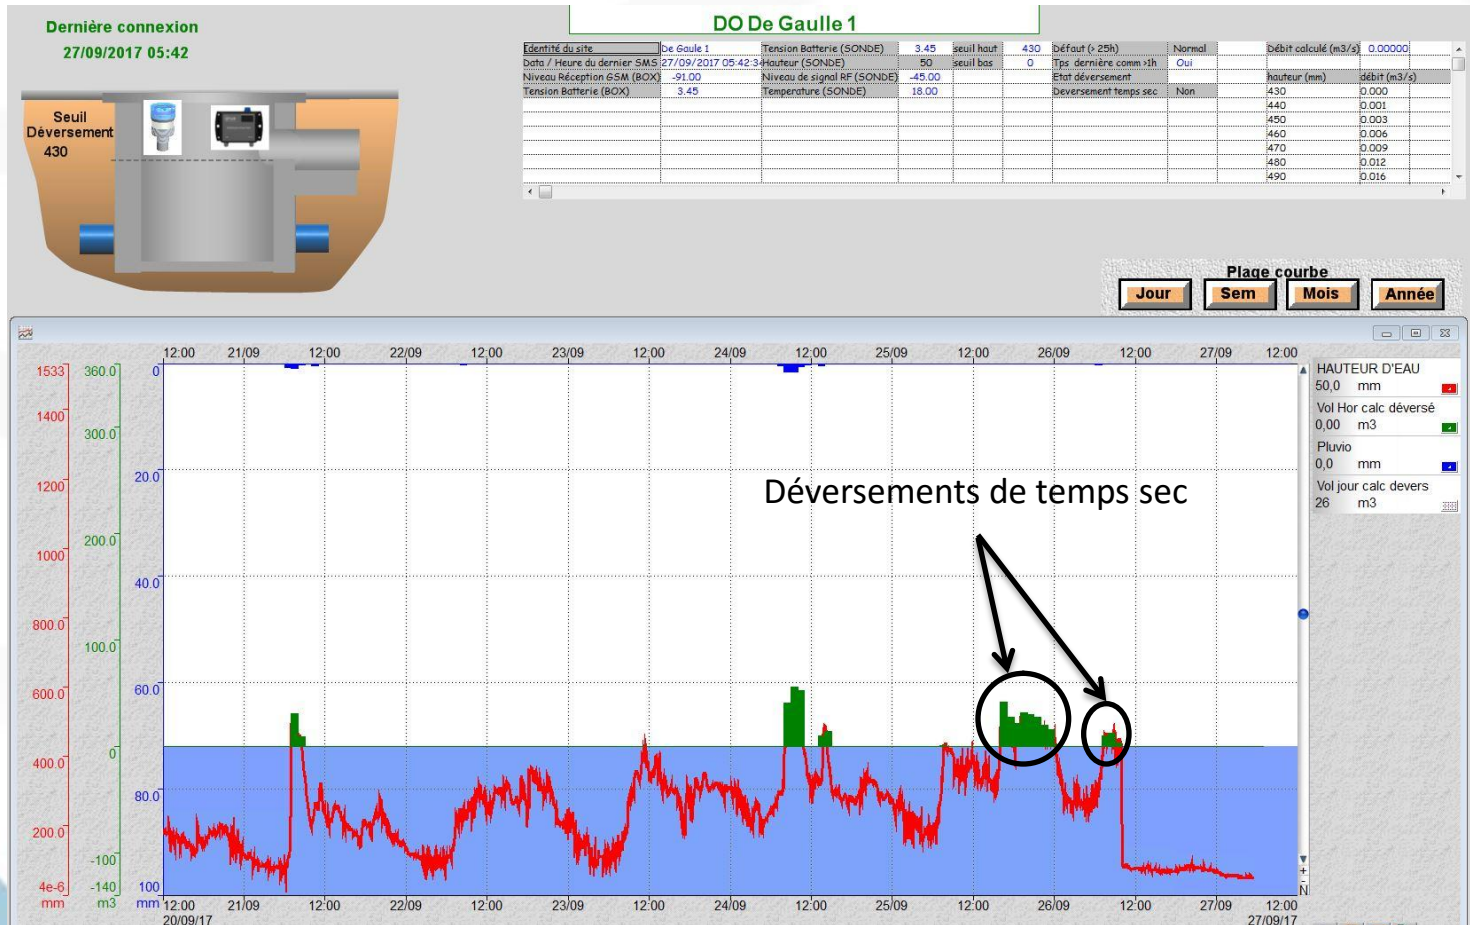 Dernière connexion
27/09/2017 05:42
DO De Gaulle 1
Identité du site De Gaule 1 Tension Batterie (SONDE) 3.45 seuil haut 430 Défaut (> 25h) Normal Débit calculé (m3/s) 0.00000
Data / Heure du dernier SMS 27/09/2017 05:42:34 Hauteur (SONDE) 50 seuil bas 0 Tps dernière comm >1h Oui
Niveau Réception GSM (BOX) -91.00 Niveau de signal RF (SONDE) -45.00 Etat déversement hauteur (mm) débit (m3/s)
Tension Batterie (BOX) 3.45 Temperature (SONDE) 18.00 Deversement temps sec Non 430 0.000
440 0.001
450 0.003
460 0.006
470 0.009
480 0.012
490 0.016
Seuil
Déversement
430
Plage courbe
Jour Sem Mois Année
12:00 21/09 12:00 22/09 12:00 23/09 12:00 24/09 12:00 25/09 12:00 26/09 12:00 27/09 12:00
1533 360.0 0
1400
300.0
1200 20.0
200.0
1000
40.0
800.0
100.0
600.0 60.0
400.0 0
80.0
200.0
-100
4e-6 -140 100
mm m3 mm
Déversements de temps sec
HAUTEUR D'EAU
50,0 mm
Vol Hor calc déversé
0,00 m3
Pluvio
0,0 mm
Vol jour calc devers
26 m3
+
-
N
12:00 21/09 12:00 22/09 12:00 23/09 12:00 24/09 12:00 25/09 12:00 26/09 12:00 27/09 12:00
20/09/17 27/09/17